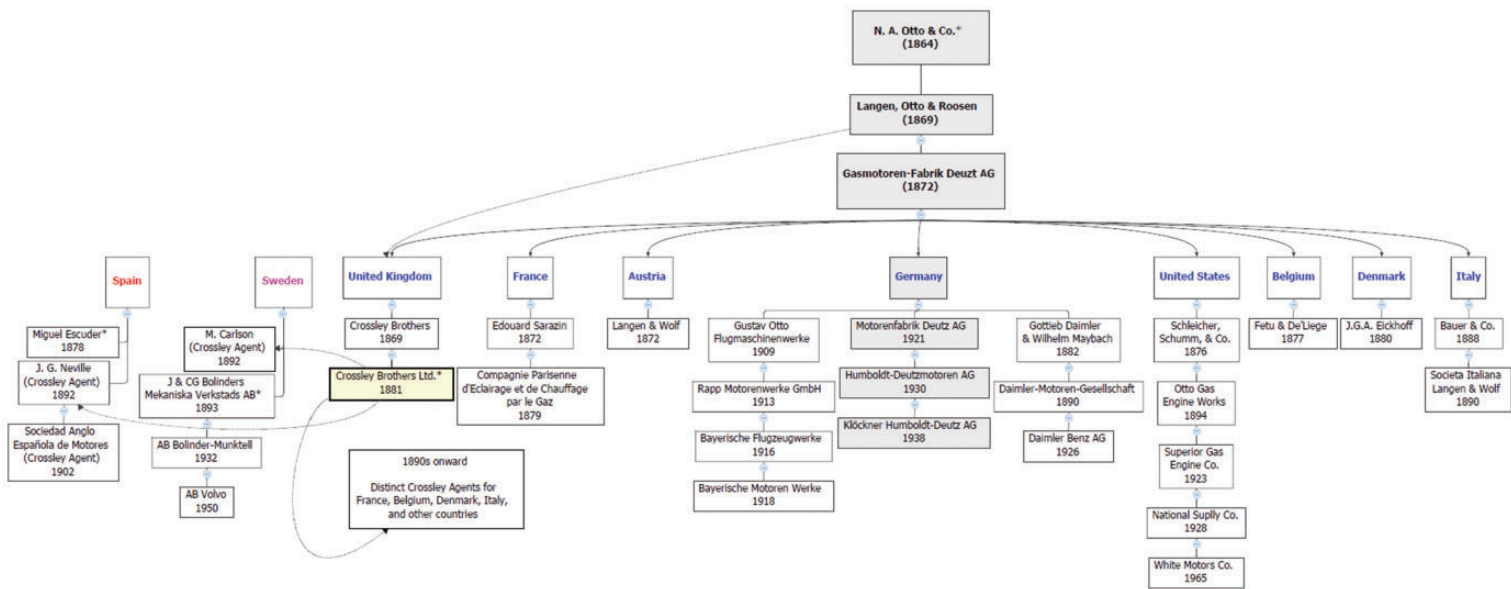 N. A. Otto & Co.*
(1864)
Langen, Otto & Roosen
(1869)
Gasmotoren-Fabrik Deuzt AG
(1872)
Spain
Sweden
United Kingdom
France
Austria
Germany
United States
Belgium
Denmark
Italy
Miguel Escuder*
1878
J. G. Neville
(Crossley Agent)
1892
Sociedad Anglo
Española de Motores
(Crossley Agent)
1902
M. Carlson
(Crossley Agent)
1892
J & CG Bolinders
Mekaniska Verkstads AB*
1893
AB Bolinder-Munktell
1932
AB Volvo
1950
Crossley Brothers
1869
Crossley Brothers Ltd.*
1881
1890s onward
Distinct Crossley Agents for
France, Belgium, Denmark, Italy,
and other countries
Edouard Sarazin
1872
Compagnie Parisenne
d'Eclairage et de Chauffage
par le Gaz
1879
Langen & Wolf
1872
Gustav Otto
Flugmaschinenwerke
1909
Rapp Motorenwerke GmbH
1913
Bayerische Flugzeugwerke
1916
Bayerische Motoren Werke
1918
Motorenfabrik Deutz AG
1921
Humboldt-Deutzmotoren AG
1930
Klöckner Humboldt-Deutz AG
1938
Gottieb Daimler
& Wilhelm Maybach
1882
Daimler-Motoren-Gesellschaft
1890
Daimler Benz AG
1926
Schleicher,
Schumm, & Co.
1876
Otto Gas
Engine Works
1894
Superior Gas
Engine Co.
1923
National Suplly Co.
1928
White Motors Co.
1965
Fetu & De'Liege
1877
J.G.A. Eickhoff
1880
Bauer & Co.
1888
Societa Italiana
Langen & Wolf
1890